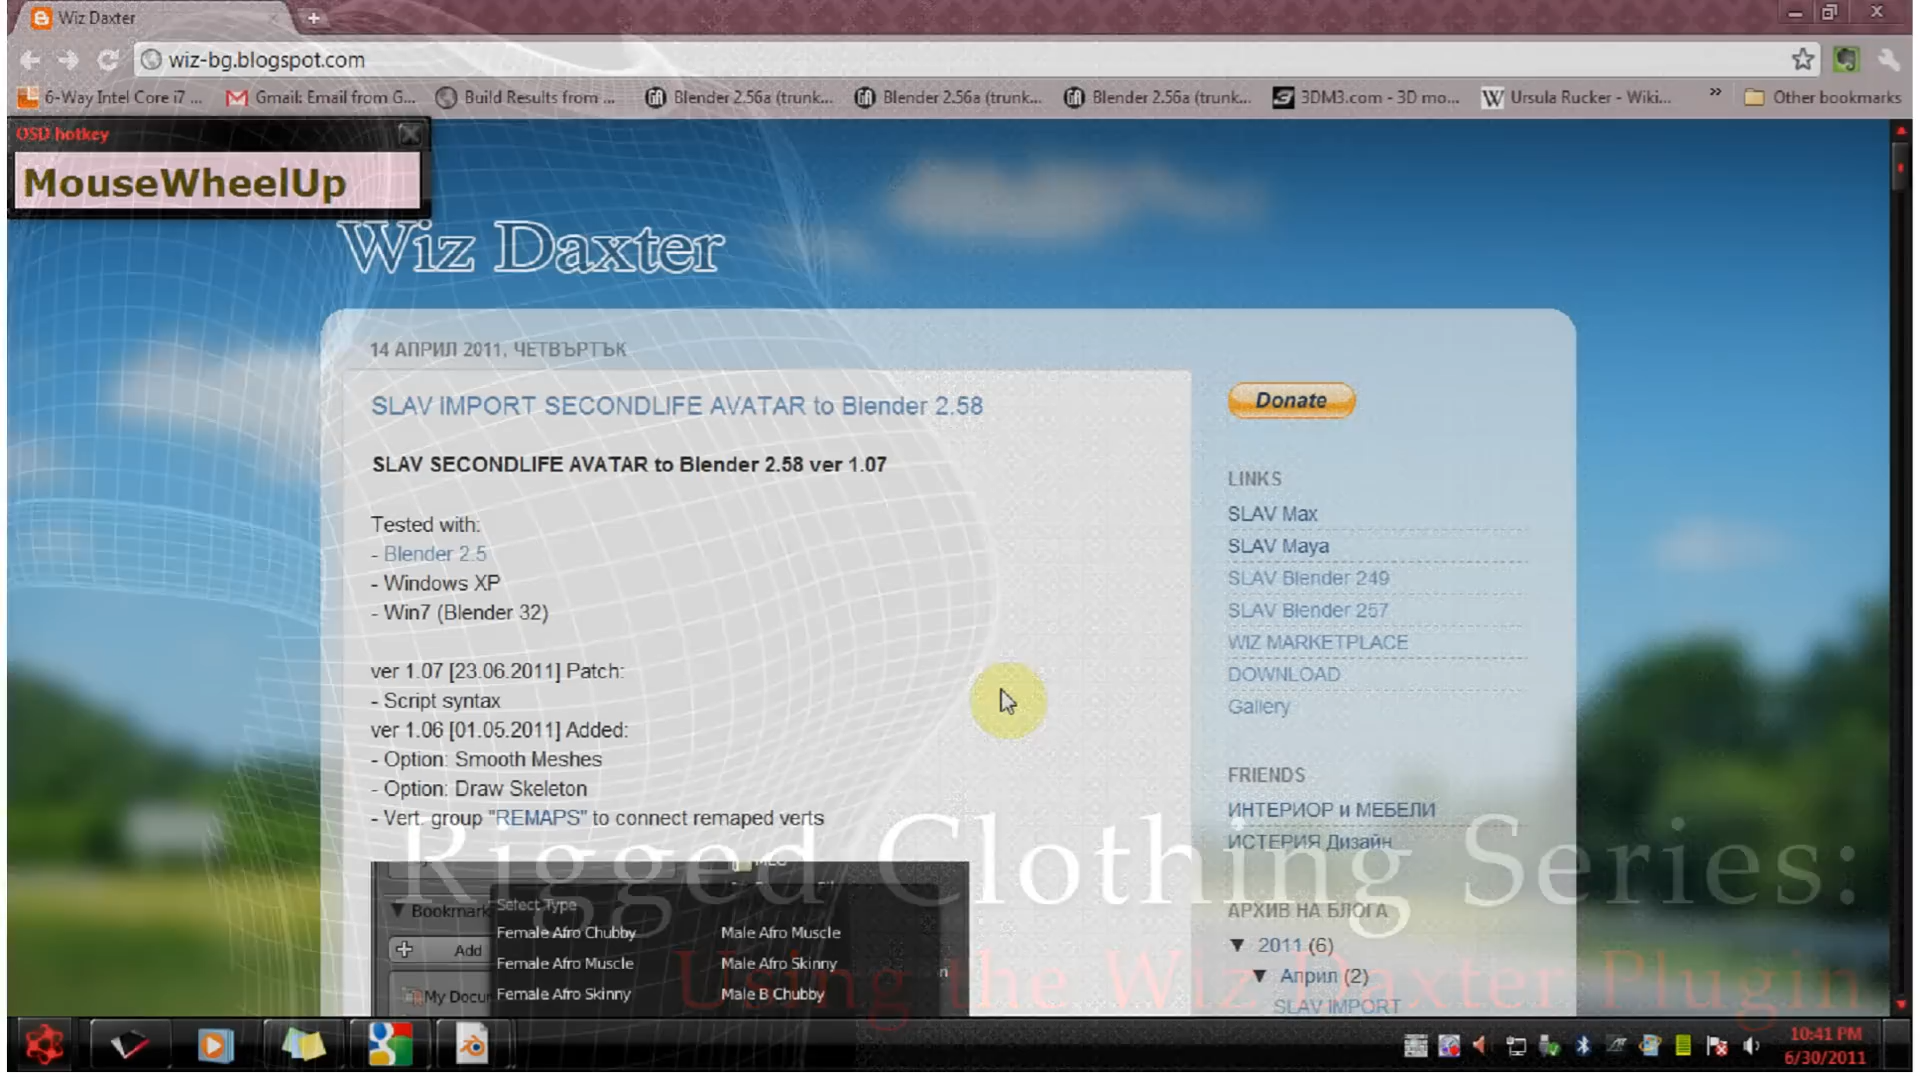 Wiz Daxter
wiz-bg.blogspot.com
6-Way Intel Core i7 ...
Gmail: Email from G...
Build Results from ...
Blender 2.56a (trunk...
Blender 2.56a (trunk...
Blender 2.56a (trunk...
3DM3.com - 3D mo...
Ursula Rucker - Wiki...
»
Other bookmarks
OSD hotkey
MouseWheelUp
Wiz Daxter
14 АПРИЛ 2011, ЧЕТВЪРТЪК
SLAV IMPORT SECONDLIFE AVATAR to Blender 2.58
SLAV SECONDLIFE AVATAR to Blender 2.58 ver 1.07
Tested with:
- Blender 2.5
- Windows XP
- Win7 (Blender 32)
ver 1.07 [23.06.2011] Patch:
- Script syntax
ver 1.06 [01.05.2011] Added:
- Option: Smooth Meshes
- Option: Draw Skeleton
- Vert. group "REMAPS" to connect remaped verts
Bookmark
Add
My Docu
Select Type
Female Afro Chubby
Female Afro Muscle
Female Afro Skinny
Male Afro Muscle
Male Afro Skinny
Male B Chubby
Donate
LINKS
SLAV Max
SLAV Maya
SLAV Blender 249
SLAV Blender 257
WIZ MARKETPLACE
DOWNLOAD
Gallery
FRIENDS
ИНТЕРИОР и МЕБЕЛИ
ИСТЕРИЯ Дизайн
АРХИВ НА БЛОГА
▼ 2011 (6)
▼ Април (2)
SLAV IMPORT
Rigged Clothing Series:
Using the Wiz Daxter Plugin
10:41 PM
6/30/2011